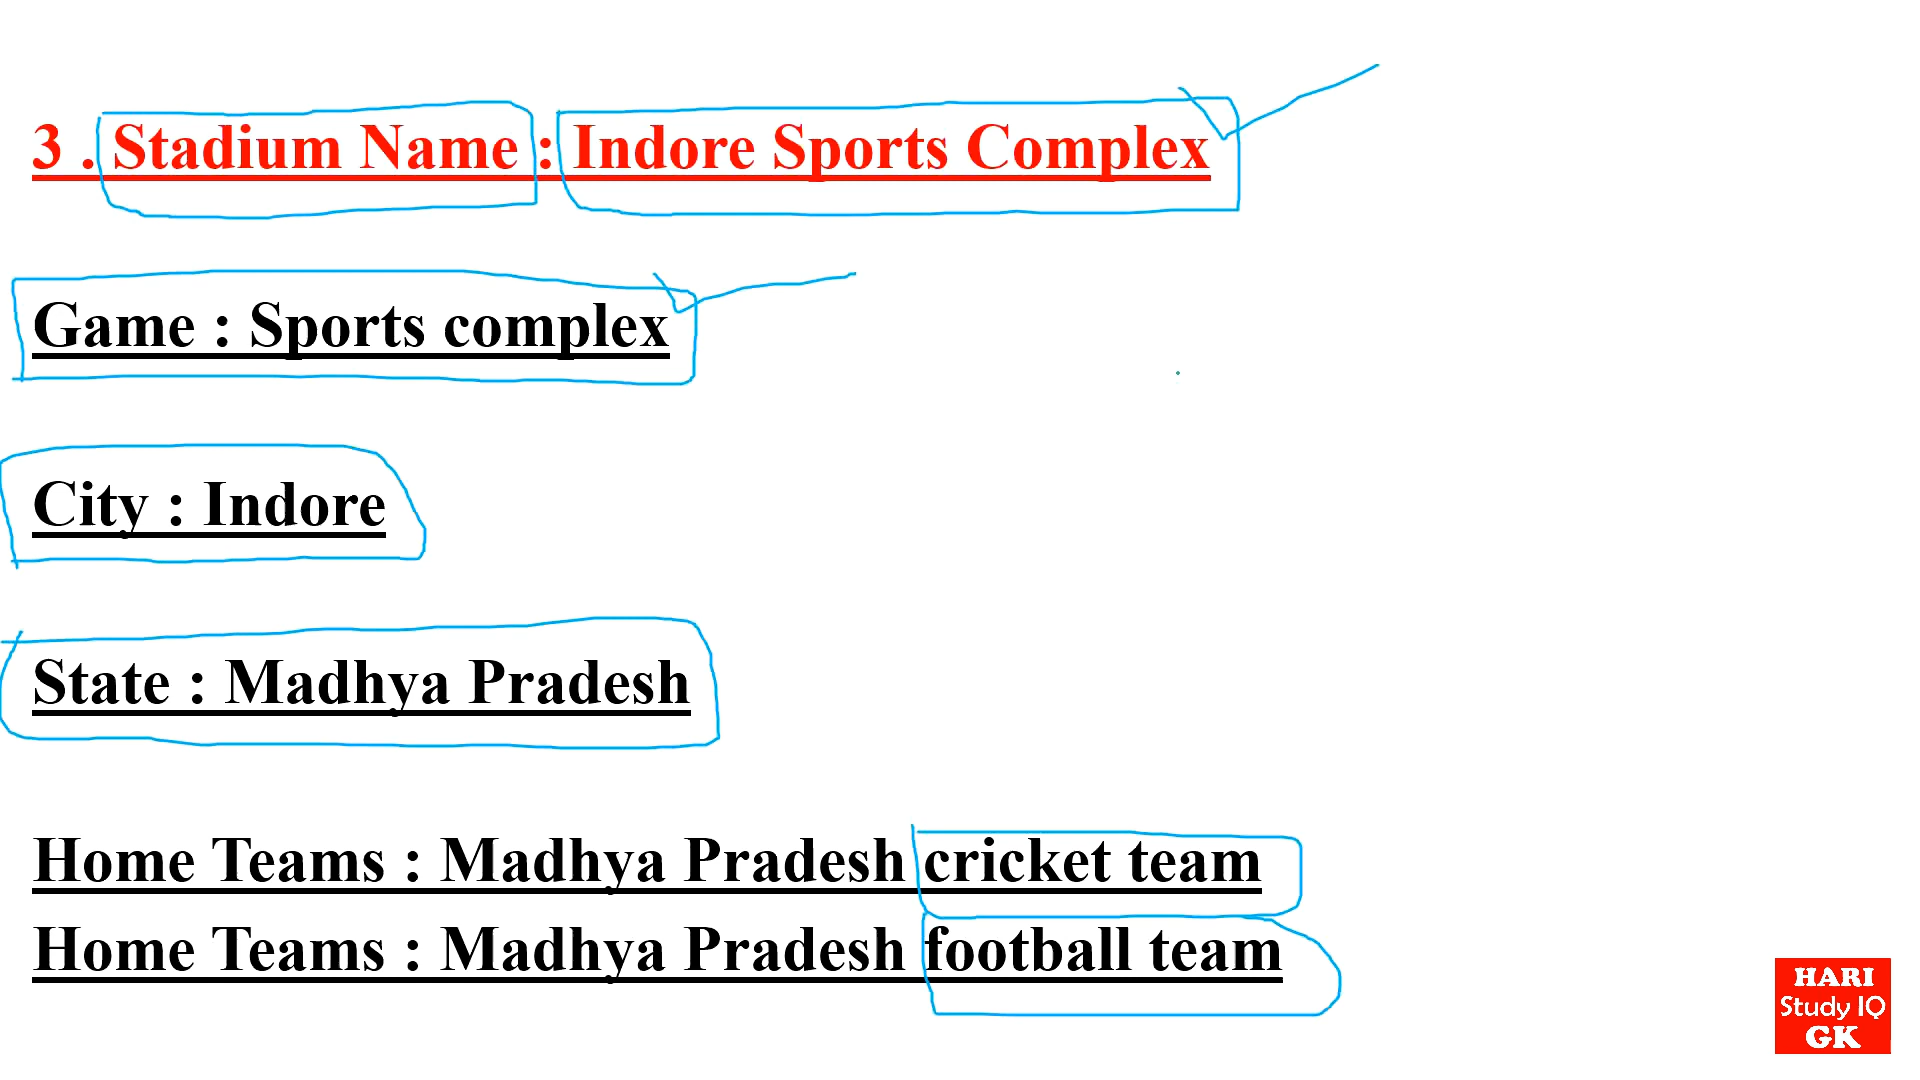 3 . Stadium Name : Indore Sports Complex
Game : Sports complex
City : Indore
State : Madhya Pradesh
Home Teams : Madhya Pradesh cricket team
Home Teams : Madhya Pradesh football team
HARI
Study IQ
GK